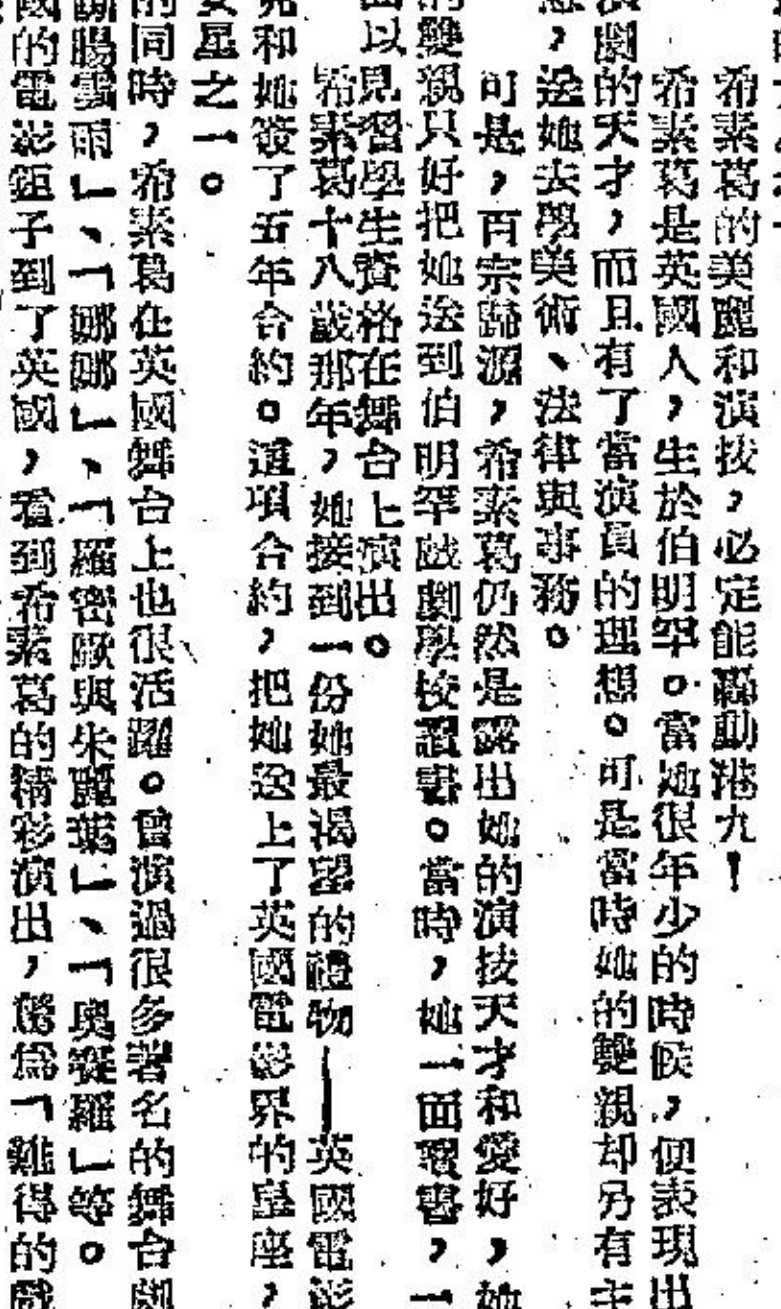 希素葛的美麗和演技，必定能轟動港九！
希素葛是英國人，生於伯明罕。當她很年少的時候，便表現出
演劇的天才，而且有了當演員的理想。可是當時她的雙親却另有主
，送她去學美術、法律與事務。
可是，百宗歸源，希素葛仍然是露出她的演技天才和愛好，她
的雙親只好把她送到伯明罕戲劇學校讀書。當時，她一面讀書，一
面以見習學生資格在舞台上演出。
希素葛十八歲那年，她接到一份她最渴望的禮物—英國電影
和她簽了五年合約。這項合約，把她送上了英國電影界的星座，
女星之一。
的同時，希素葛在英國舞台上也很活躍。曾演過很多著名的舞台劇
斷腸雲雨」、「娜娜」、「羅密歐與朱麗葉」、「奧賽羅」等。
國的電影鉅子到了英國，看到希素葛的精彩演出，驚為「難得的戲